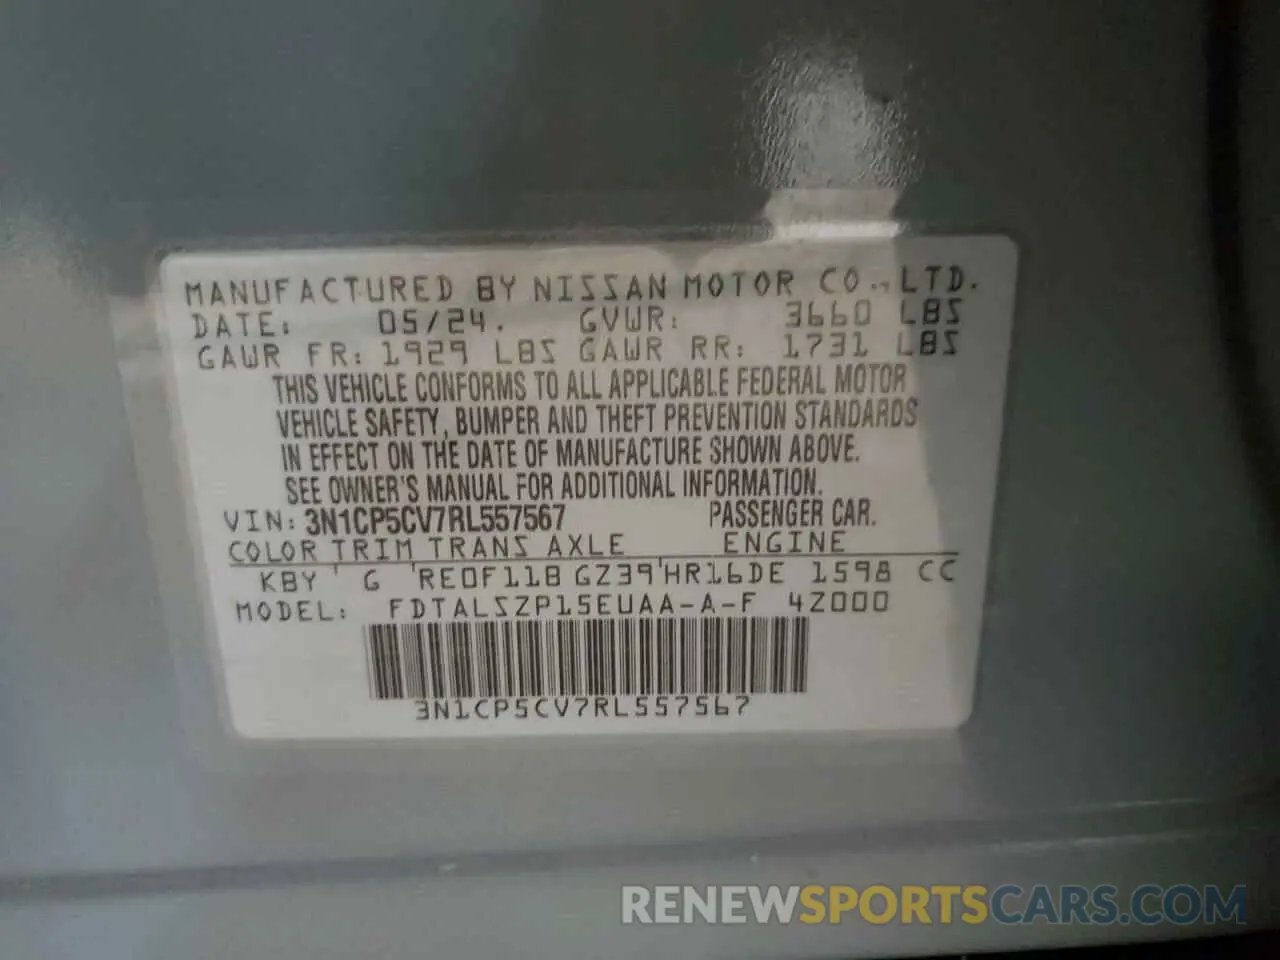 MANUFACTURED BY NISSAN MOTOR CO., LTD.
DATE: 05/24. GVWR: 3660 LBS
GAWR FR: 1929 LBS GAWR RR: 1731 LBS
THIS VEHICLE CONFORMS TO ALL APPLICABLE FEDERAL MOTOR
VEHICLE SAFETY, BUMPER AND THEFT PREVENTION STANDARDS
IN EFFECT ON THE DATE OF MANUFACTURE SHOWN ABOVE.
SEE OWNER'S MANUAL FOR ADDITIONAL INFORMATION.
VIN: 3N1CP5CV7RL557567 PASSENGER CAR.
COLOR TRIM TRANS AXLE ENGINE
KBY ' G 'RE0F11B GZ39'HR16DE 1598 CC
MODEL: FDTALSZP15EUAA-A-F 4Z000
3N1CP5CV7RL557567
RENEWSPORTSCARS.COM